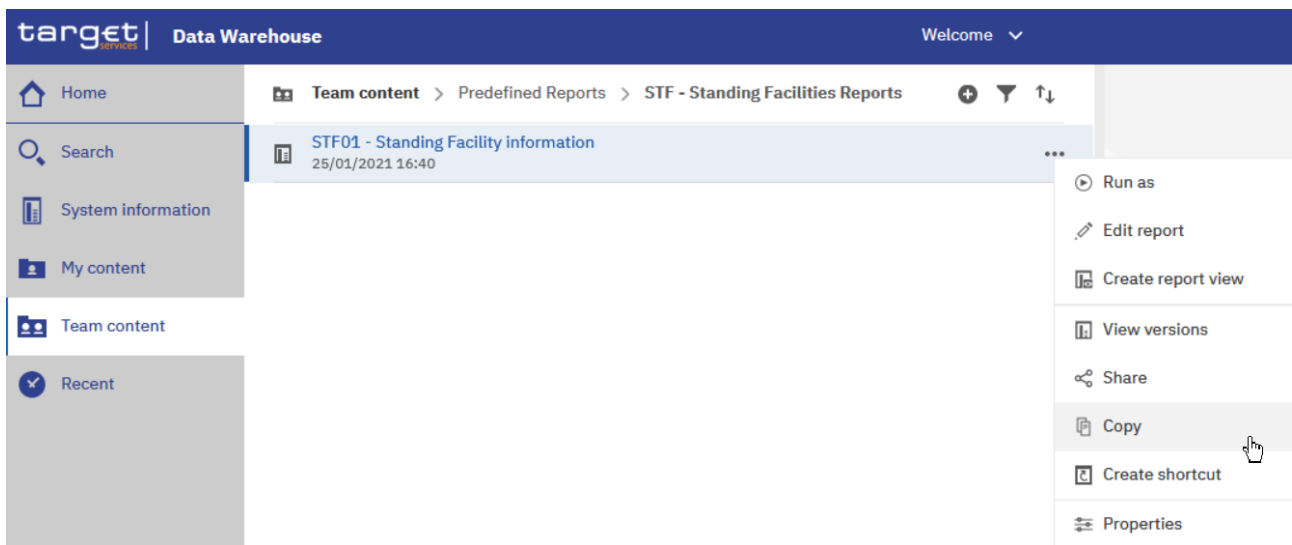 target services | Data Warehouse
Welcome
Home
Search
System information
My content
Team content
Recent
Team content > Predefined Reports > STF - Standing Facilities Reports
STF01 - Standing Facility information
25/01/2021 16:40
Run as
Edit report
Create report view
View versions
Share
Copy
Create shortcut
Properties